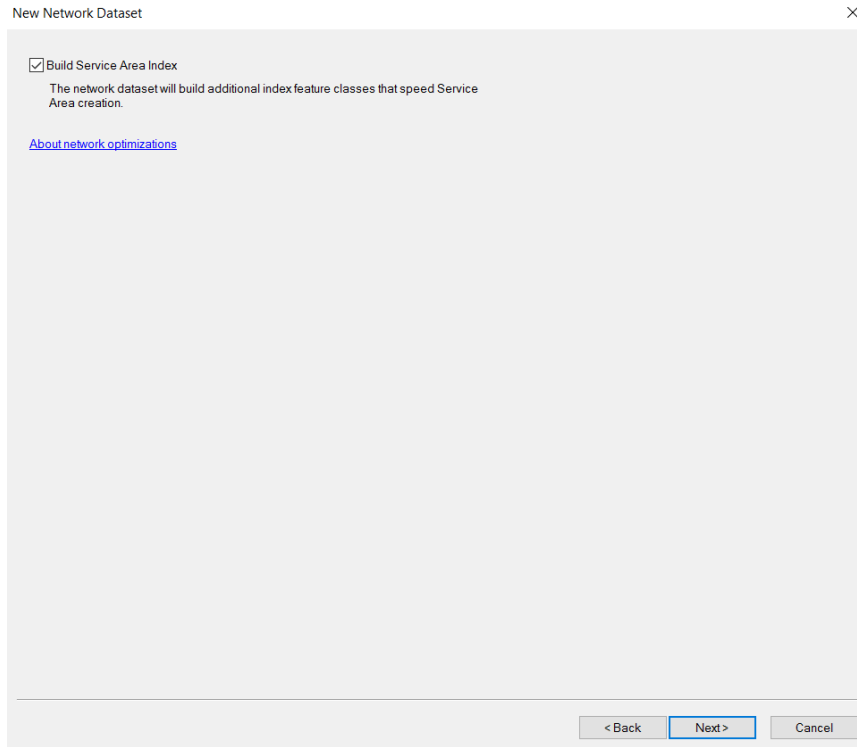 New Network Dataset
Build Service Area Index
The network dataset will build additional index feature classes that speed Service
Area creation.
About network optimizations
< Back
Next >
Cancel